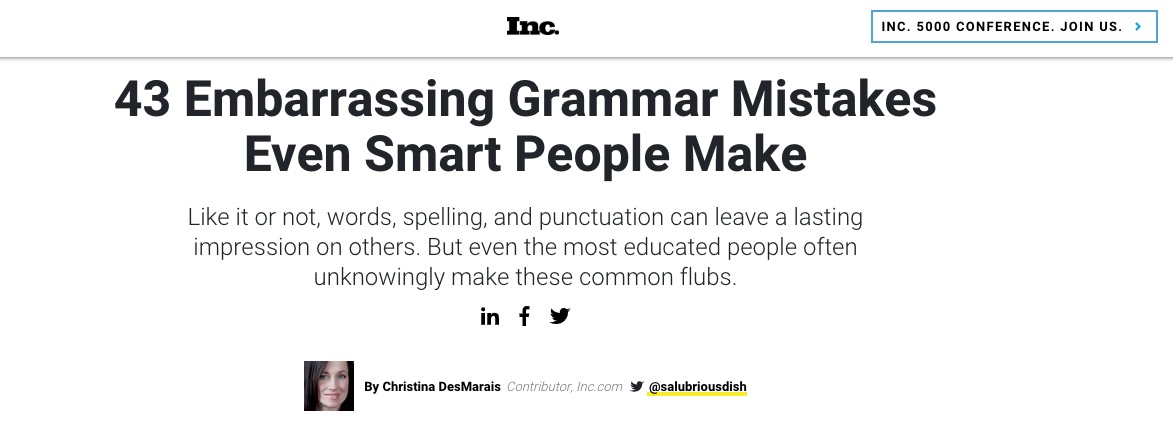 Inc.
INC. 5000 CONFERENCE. JOIN US.
43 Embarrassing Grammar Mistakes
Even Smart People Make
Like it or not, words, spelling, and punctuation can leave a lasting
impression on others. But even the most educated people often
unknowingly make these common flubs.
By Christina DesMarais Contributor, Inc.com @salubriousdish